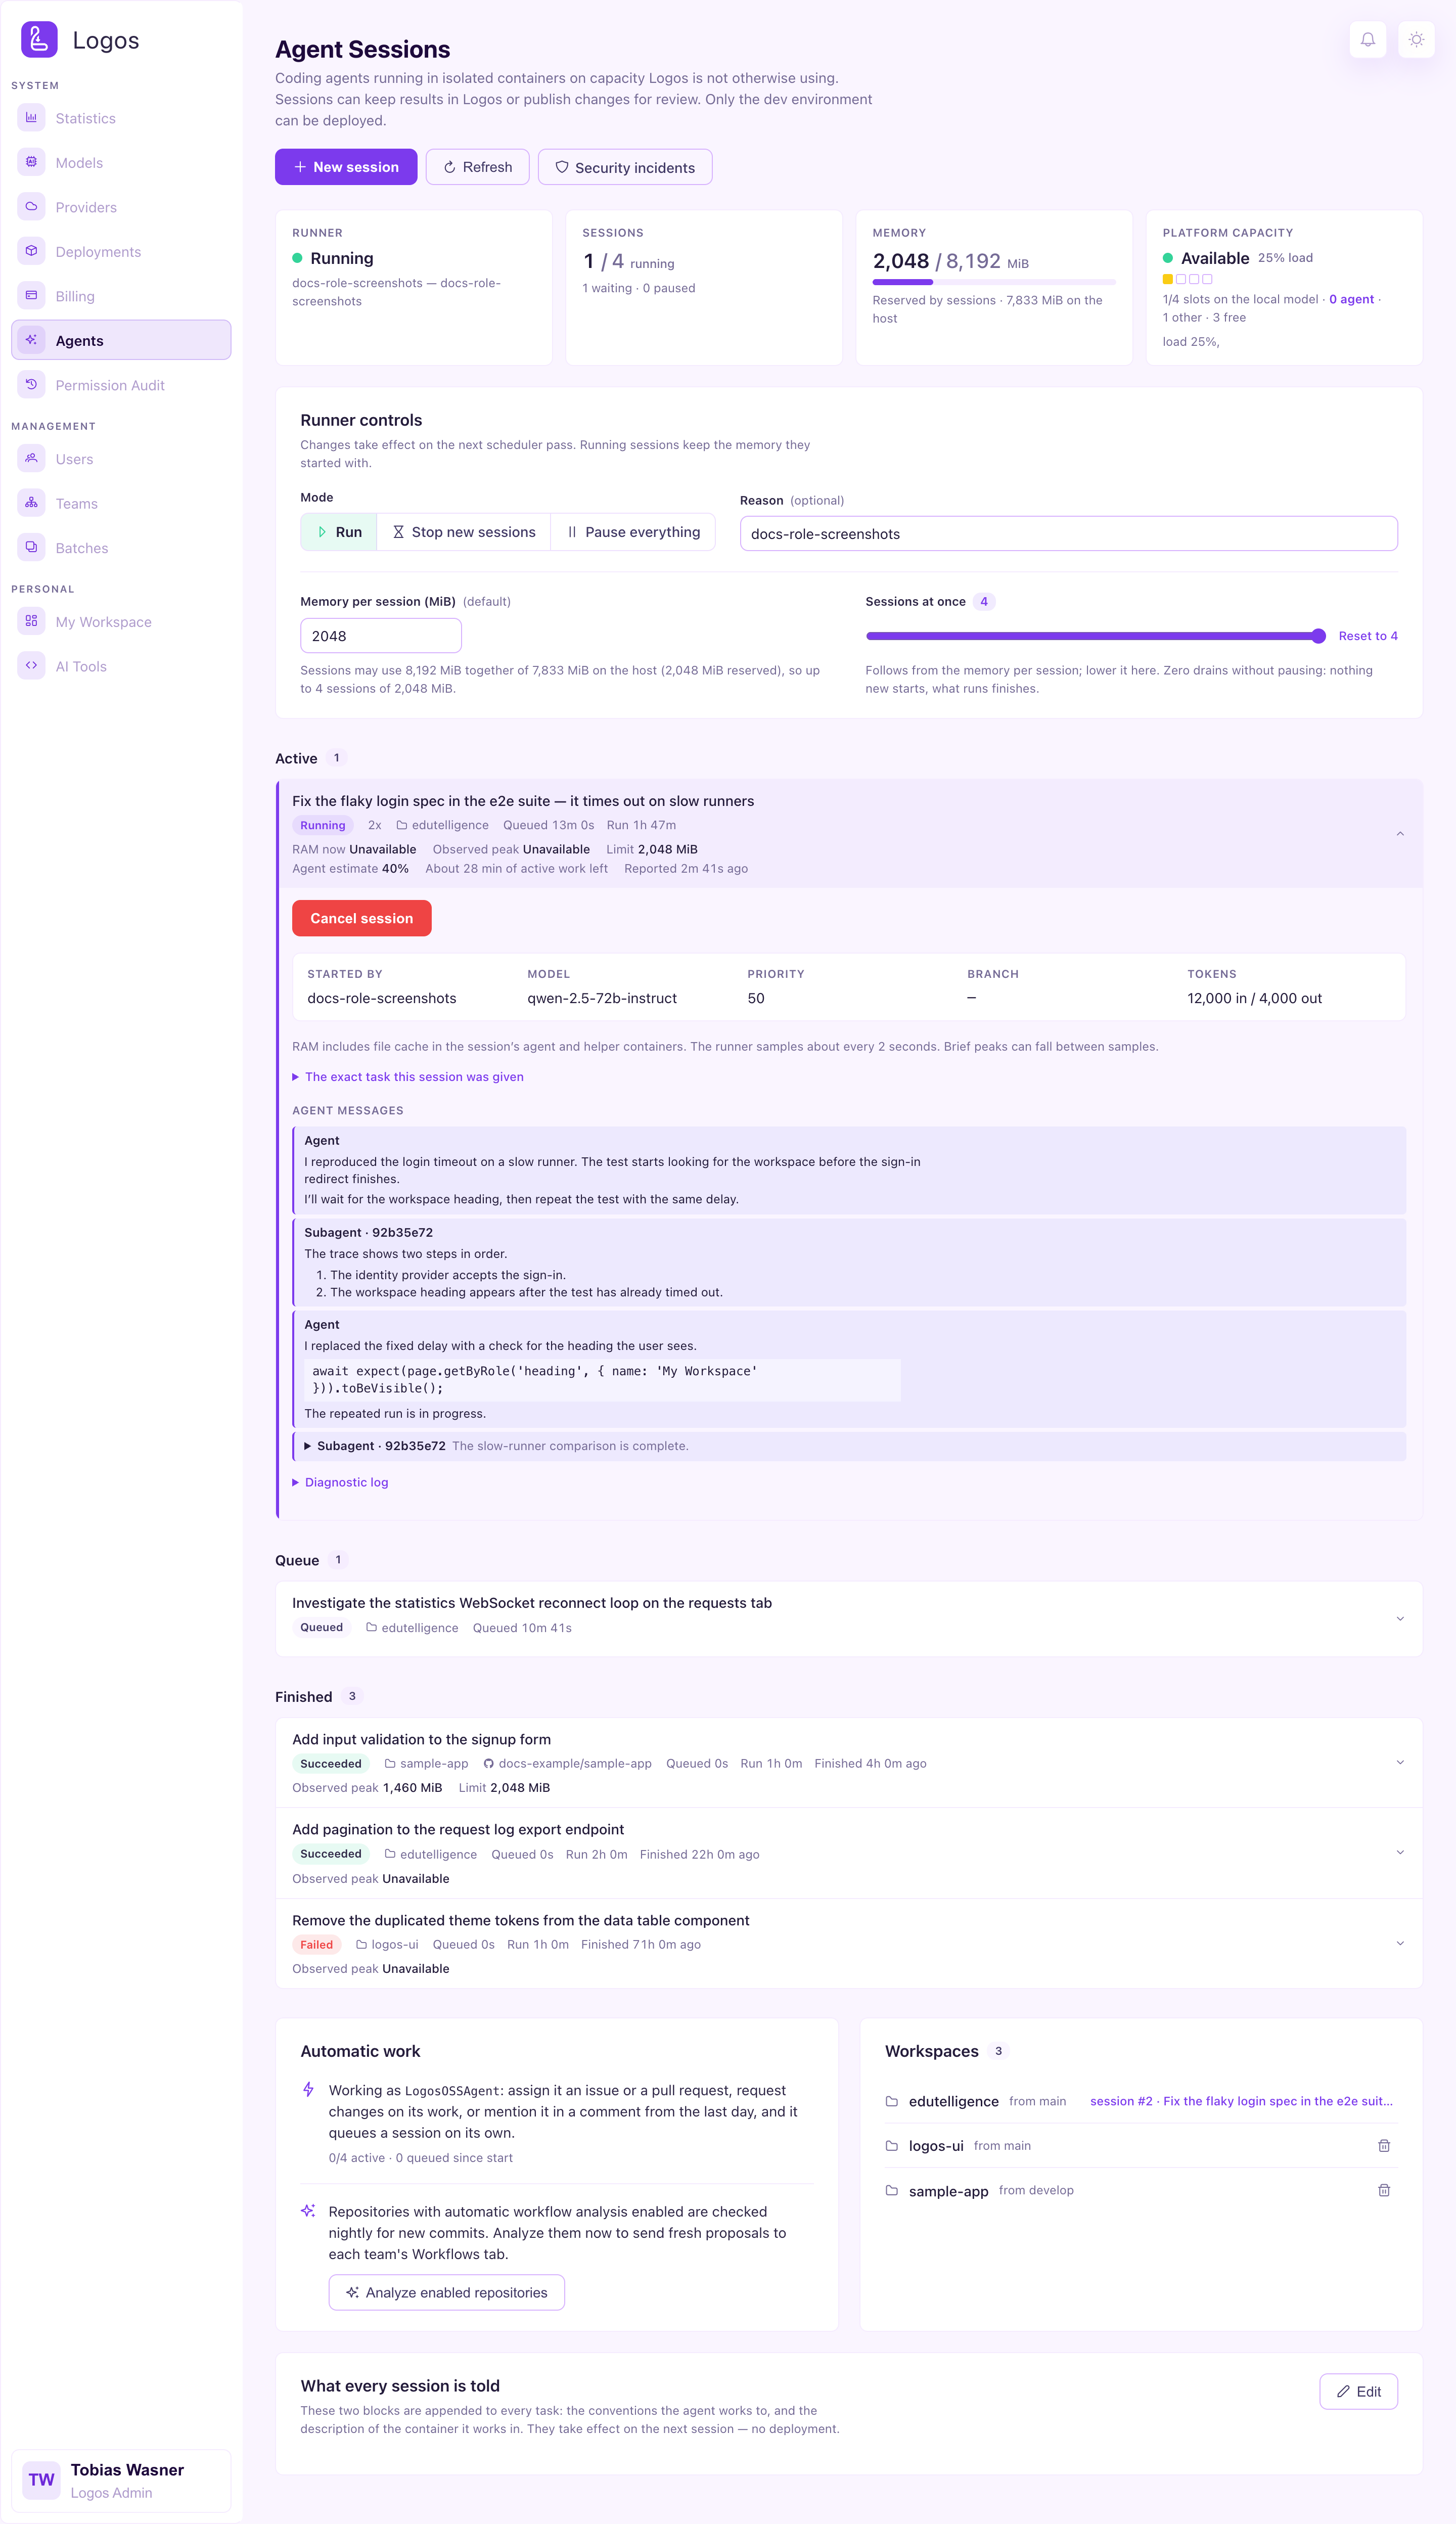 Logos
SYSTEM
Statistics
Models
Providers
Deployments
Billing
Agents
Permission Audit
MANAGEMENT
Users
Teams
Batches
PERSONAL
My Workspace
AI Tools
TW
Tobias Wasner
Logos Admin
Agent Sessions
Coding agents running in isolated containers on capacity Logos is not otherwise using.
Sessions can keep results in Logos or publish changes for review. Only the dev environment
can be deployed.
New session
Refresh
Security incidents
RUNNER
Running
docs-role-screenshots — docs-role-
screenshots
SESSIONS
1 / 4 running
1 waiting · 0 paused
MEMORY
2,048 / 8,192 MiB
Reserved by sessions · 7,833 MiB on the
host
PLATFORM CAPACITY
Available 25% load
1/4 slots on the local model · 0 agent ·
1 other · 3 free
load 25%,
Runner controls
Changes take effect on the next scheduler pass. Running sessions keep the memory they
started with.
Mode
Run
Stop new sessions
Pause everything
Reason (optional)
docs-role-screenshots
Memory per session (MiB) (default)
2048
Sessions may use 8,192 MiB together of 7,833 MiB on the host (2,048 MiB reserved), so up
to 4 sessions of 2,048 MiB.
Sessions at once 4
Reset to 4
Follows from the memory per session; lower it here. Zero drains without pausing: nothing
new starts, what runs finishes.
Active 1
Fix the flaky login spec in the e2e suite — it times out on slow runners
Running 2x edutelligence Queued 13m 0s Run 1h 47m
RAM now Unavailable Observed peak Unavailable Limit 2,048 MiB
Agent estimate 40% About 28 min of active work left Reported 2m 41s ago
Cancel session
STARTED BY
docs-role-screenshots
MODEL
qwen-2.5-72b-instruct
PRIORITY
50
BRANCH
—
TOKENS
12,000 in / 4,000 out
RAM includes file cache in the session's agent and helper containers. The runner samples about every 2 seconds. Brief peaks can fall between samples.
The exact task this session was given
AGENT MESSAGES
Agent
I reproduced the login timeout on a slow runner. The test starts looking for the workspace before the sign-in
redirect finishes.
I'll wait for the workspace heading, then repeat the test with the same delay.
Subagent · 92b35e72
The trace shows two steps in order.
1. The identity provider accepts the sign-in.
2. The workspace heading appears after the test has already timed out.
Agent
I replaced the fixed delay with a check for the heading the user sees.
await expect(page.getByRole('heading', { name: 'My Workspace'
})).toBeVisible();
The repeated run is in progress.
Subagent · 92b35e72 The slow-runner comparison is complete.
Diagnostic log
Queue 1
Investigate the statistics WebSocket reconnect loop on the requests tab
Queued edutelligence Queued 10m 41s
Finished 3
Add input validation to the signup form
Succeeded sample-app docs-example/sample-app Queued 0s Run 1h 0m Finished 4h 0m ago
Observed peak 1,460 MiB Limit 2,048 MiB
Add pagination to the request log export endpoint
Succeeded edutelligence Queued 0s Run 2h 0m Finished 22h 0m ago
Observed peak Unavailable
Remove the duplicated theme tokens from the data table component
Failed logos-ui Queued 0s Run 1h 0m Finished 71h 0m ago
Observed peak Unavailable
Automatic work
Working as LogosOSSAgent: assign it an issue or a pull request, request
changes on its work, or mention it in a comment from the last day, and it
queues a session on its own.
0/4 active · 0 queued since start
Repositories with automatic workflow analysis enabled are checked
nightly for new commits. Analyze them now to send fresh proposals to
each team's Workflows tab.
Analyze enabled repositories
Workspaces 3
edutelligence from main session #2 · Fix the flaky login spec in the e2e suit...
logos-ui from main
sample-app from develop
What every session is told
These two blocks are appended to every task: the conventions the agent works to, and the
description of the container it works in. They take effect on the next session — no deployment.
Edit